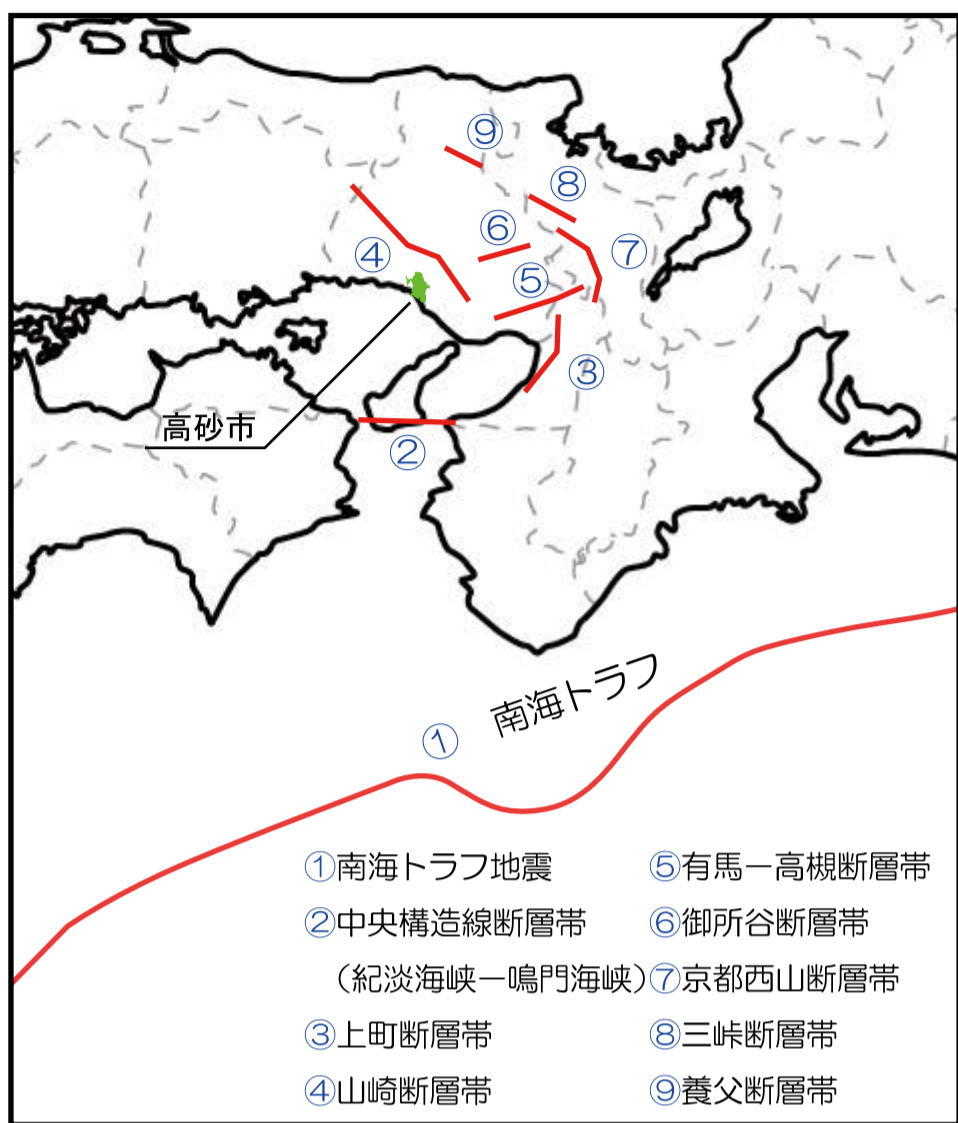 ⑨
⑧
⑥
⑦
④
⑤
③
高砂市
②
南海トラフ
①
①南海トラフ地震
②中央構造線断層帯
(紀淡海峡ー鳴門海峡)
③上町断層帯
④山崎断層帯
⑤有馬ー高槻断層帯
⑥御所谷断層帯
⑦京都西山断層帯
⑧三峠断層帯
⑨養父断層帯